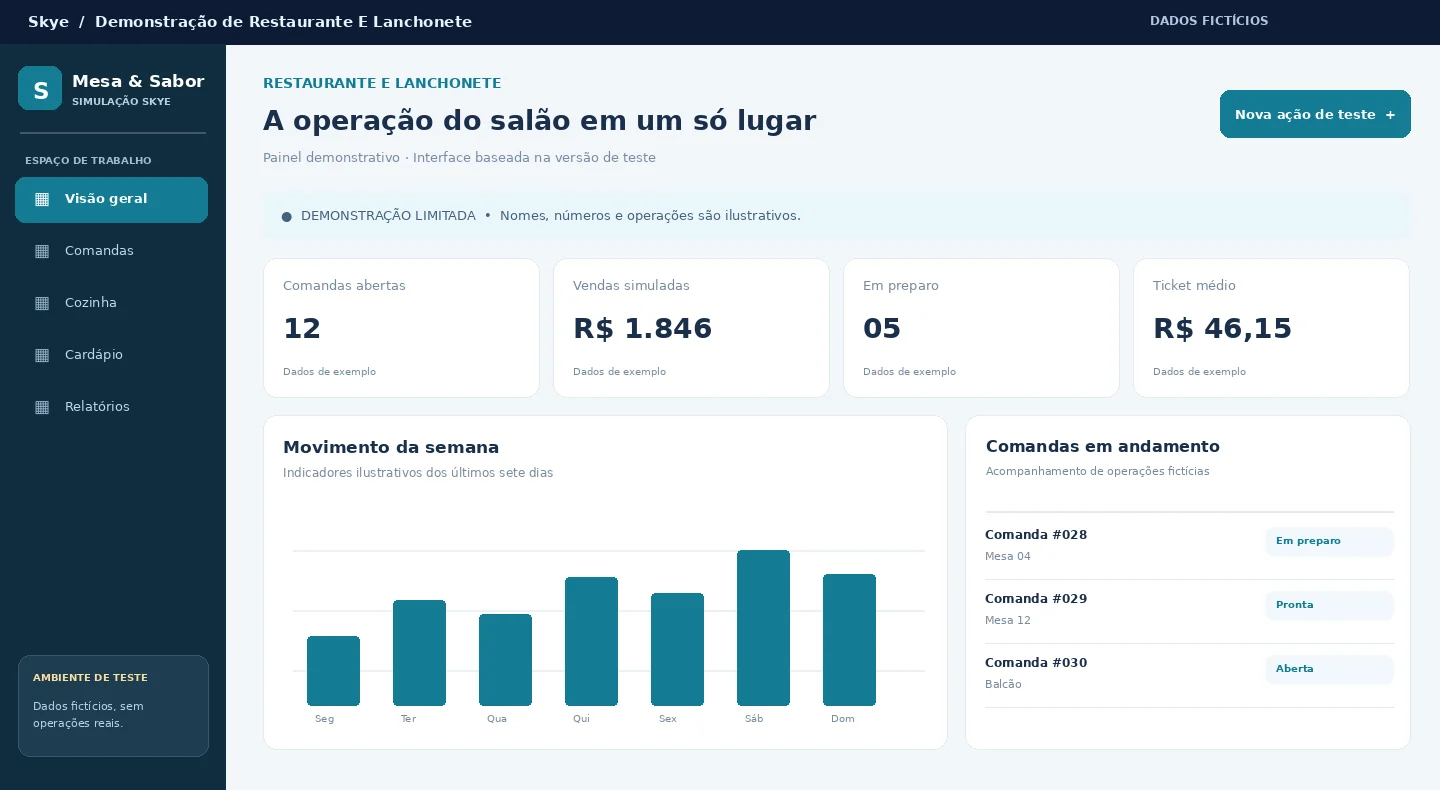 Skye / Demonstração de Restaurante E Lanchonete
DADOS FICTÍCIOS
S
Mesa & Sabor
SIMULAÇÃO SKYE
ESPAÇO DE TRABALHO
Visão geral
Comandas
Cozinha
Cardápio
Relatórios
AMBIENTE DE TESTE
Dados fictícios, sem
operações reais.
RESTAURANTE E LANCHONETE
A operação do salão em um só lugar
Painel demonstrativo · Interface baseada na versão de teste
Nova ação de teste +
● DEMONSTRAÇÃO LIMITADA • Nomes, números e operações são ilustrativos.
Comandas abertas
12
Dados de exemplo
Vendas simuladas
R$ 1.846
Dados de exemplo
Em preparo
05
Dados de exemplo
Ticket médio
R$ 46,15
Dados de exemplo
Movimento da semana
Indicadores ilustrativos dos últimos sete dias
Seg Ter Qua Qui Sex Sáb Dom
Comandas em andamento
Acompanhamento de operações fictícias
Comanda #028
Mesa 04
Em preparo
Comanda #029
Mesa 12
Pronta
Comanda #030
Balcão
Aberta